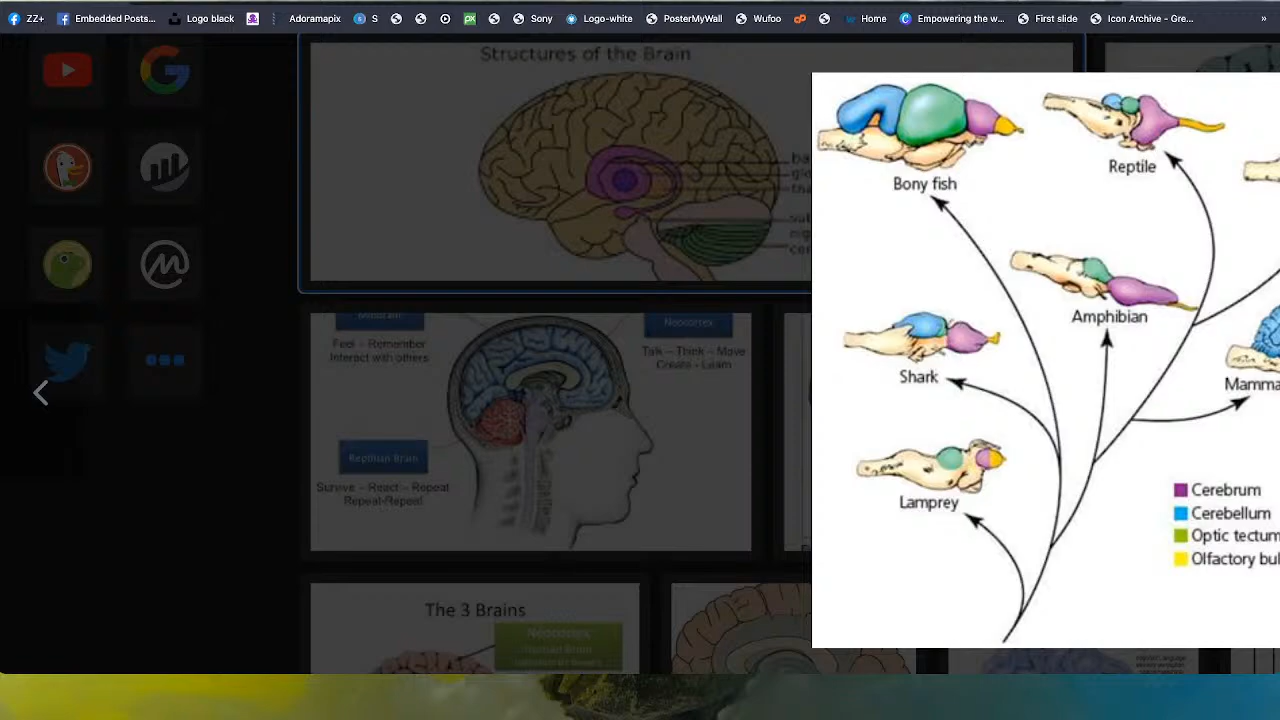 ZZ+ Embedded Posts... Logo black Adoramapix S Sony Logo-white PosterMyWall Wufoo Home Empowering the w... First slide Icon Archive - Gre... »
Structures of the Brain
Bony fish
Reptile
Amphibian
Shark
Mamma
Lamprey
Cerebrum
Cerebellum
Optic tectum
Olfactory bul
Feel – Remember
Interact with others
Neocortex
Talk – Think – Move
Create - Learn
Reptilian Brain
Survive – React – Repeat
Repeat-Repeat
The 3 Brains
Neocortex